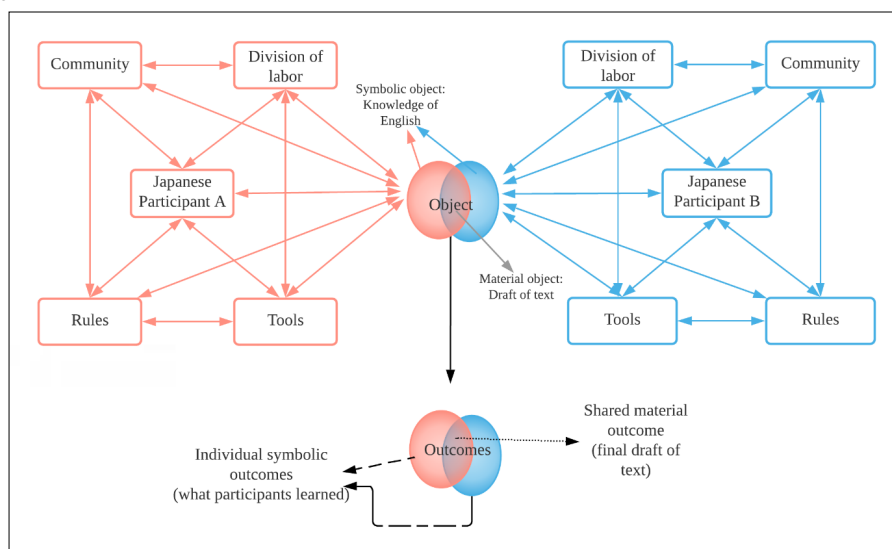 Community
Division of
labor
Symbolic object:
Knowledge of
English
Division of
labor
Community
Japanese
Participant A
Object
Japanese
Participant B
Material object:
Draft of text
Rules
Tools
Tools
Rules
Outcomes
Individual symbolic
outcomes
(what participants learned)
Shared material
outcome
(final draft of
text)